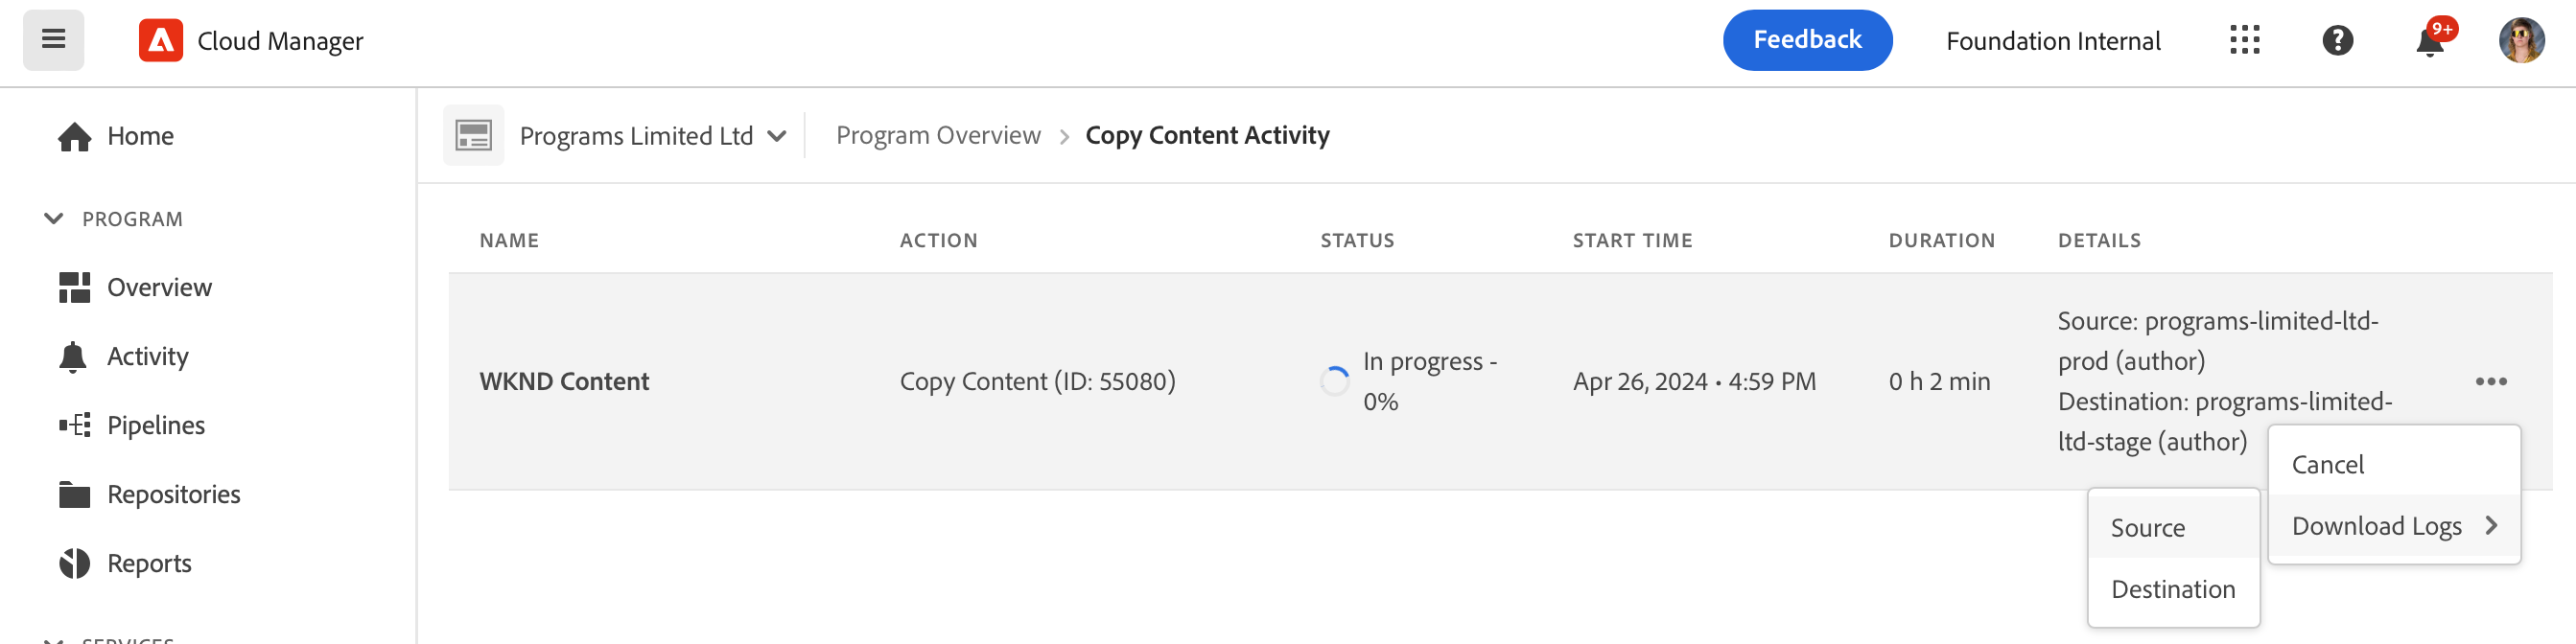 Cloud Manager
Feedback
Foundation Internal
9+
Home
PROGRAM
Overview
Activity
Pipelines
Repositories
Reports
SERVICES
Programs Limited Ltd
Program Overview
Copy Content Activity
NAME
ACTION
STATUS
START TIME
DURATION
DETAILS
WKND Content
Copy Content (ID: 55080)
In progress -
0%
Apr 26, 2024 • 4:59 PM
0 h 2 min
Source: programs-limited-ltd-
prod (author)
Destination: programs-limited-
ltd-stage (author)
Cancel
Download Logs
Source
Destination